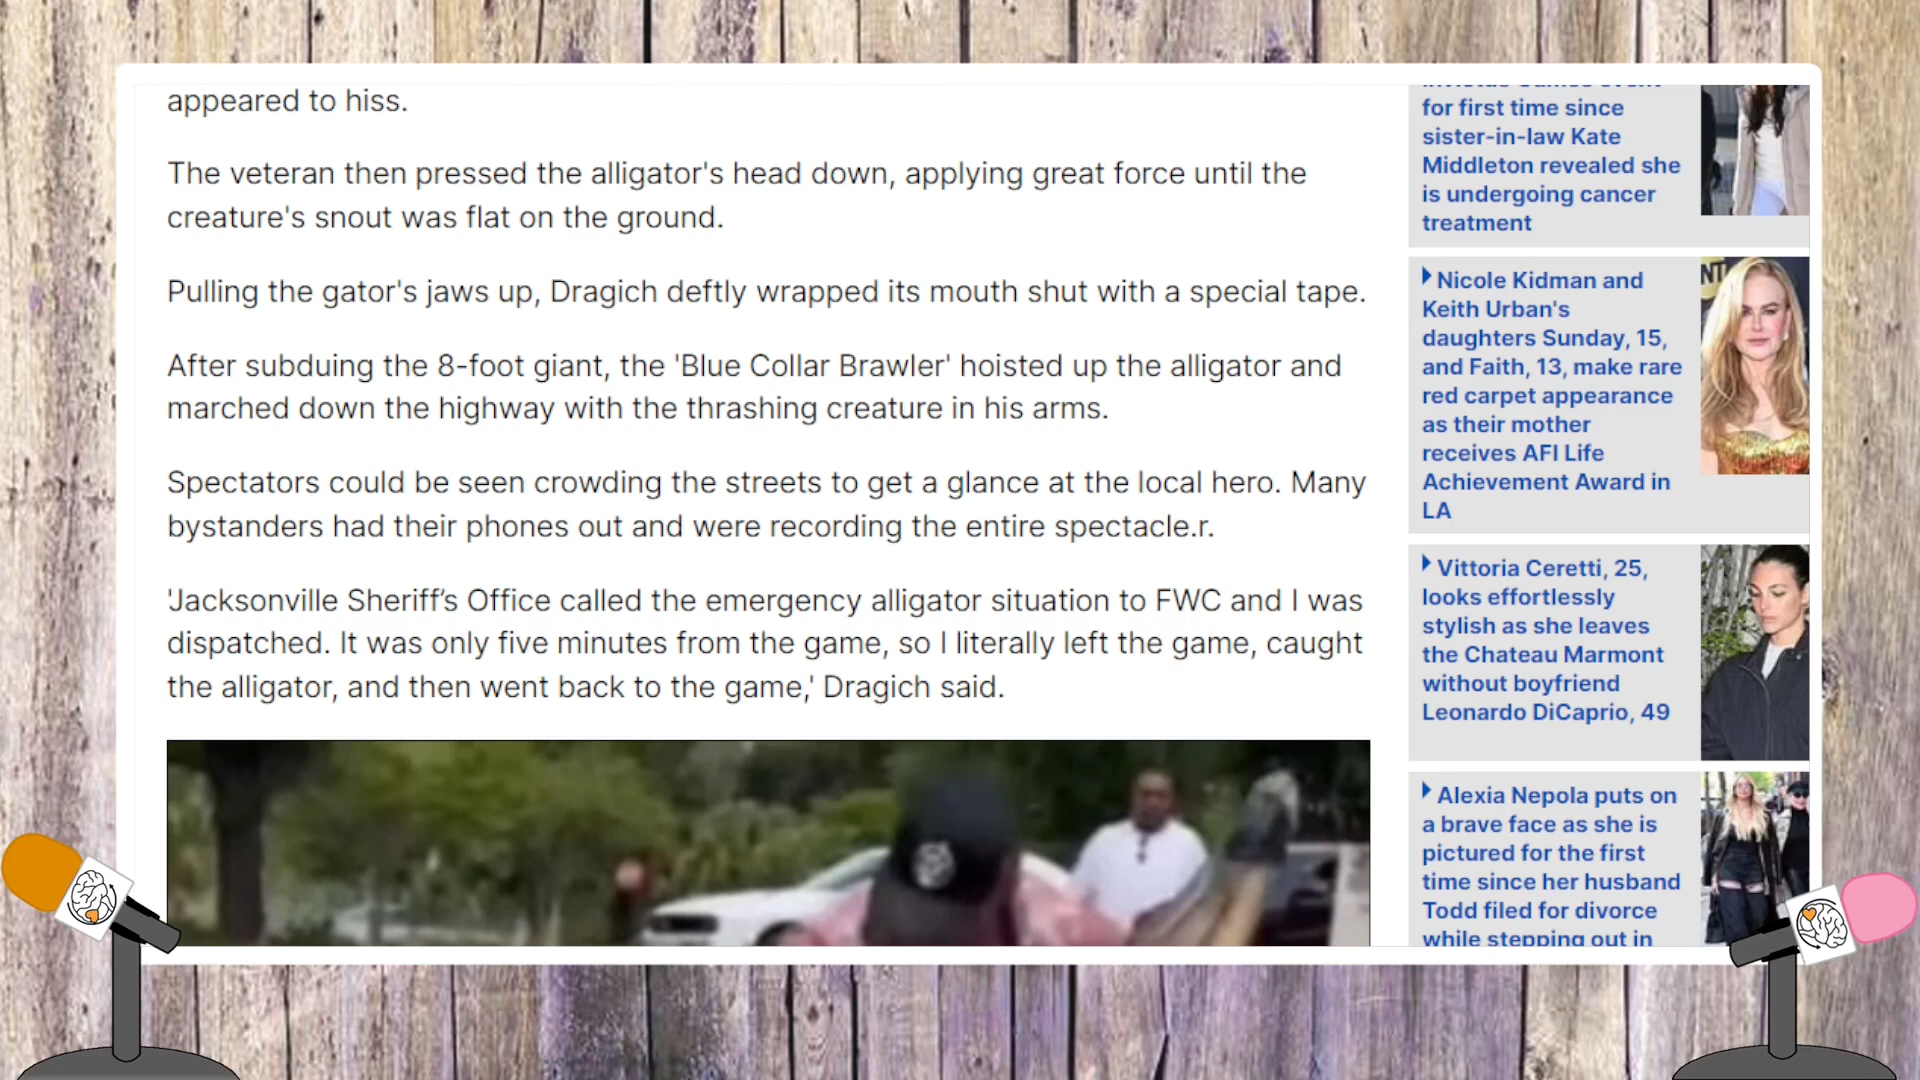 appeared to hiss.
The veteran then pressed the alligator's head down, applying great force until the
creature's snout was flat on the ground.
Pulling the gator's jaws up, Dragich deftly wrapped its mouth shut with a special tape.
After subduing the 8-foot giant, the 'Blue Collar Brawler' hoisted up the alligator and
marched down the highway with the thrashing creature in his arms.
Spectators could be seen crowding the streets to get a glance at the local hero. Many
bystanders had their phones out and were recording the entire spectacle.r.
'Jacksonville Sheriff's Office called the emergency alligator situation to FWC and I was
dispatched. It was only five minutes from the game, so I literally left the game, caught
the alligator, and then went back to the game,' Dragich said.
for first time since
sister-in-law Kate
Middleton revealed she
is undergoing cancer
treatment
Nicole Kidman and
Keith Urban's
daughters Sunday, 15,
and Faith, 13, make rare
red carpet appearance
as their mother
receives AFI Life
Achievement Award in
LA
Vittoria Ceretti, 25,
looks effortlessly
stylish as she leaves
the Chateau Marmont
without boyfriend
Leonardo DiCaprio, 49
Alexia Nepola puts on
a brave face as she is
pictured for the first
time since her husband
Todd filed for divorce
while stepping out in